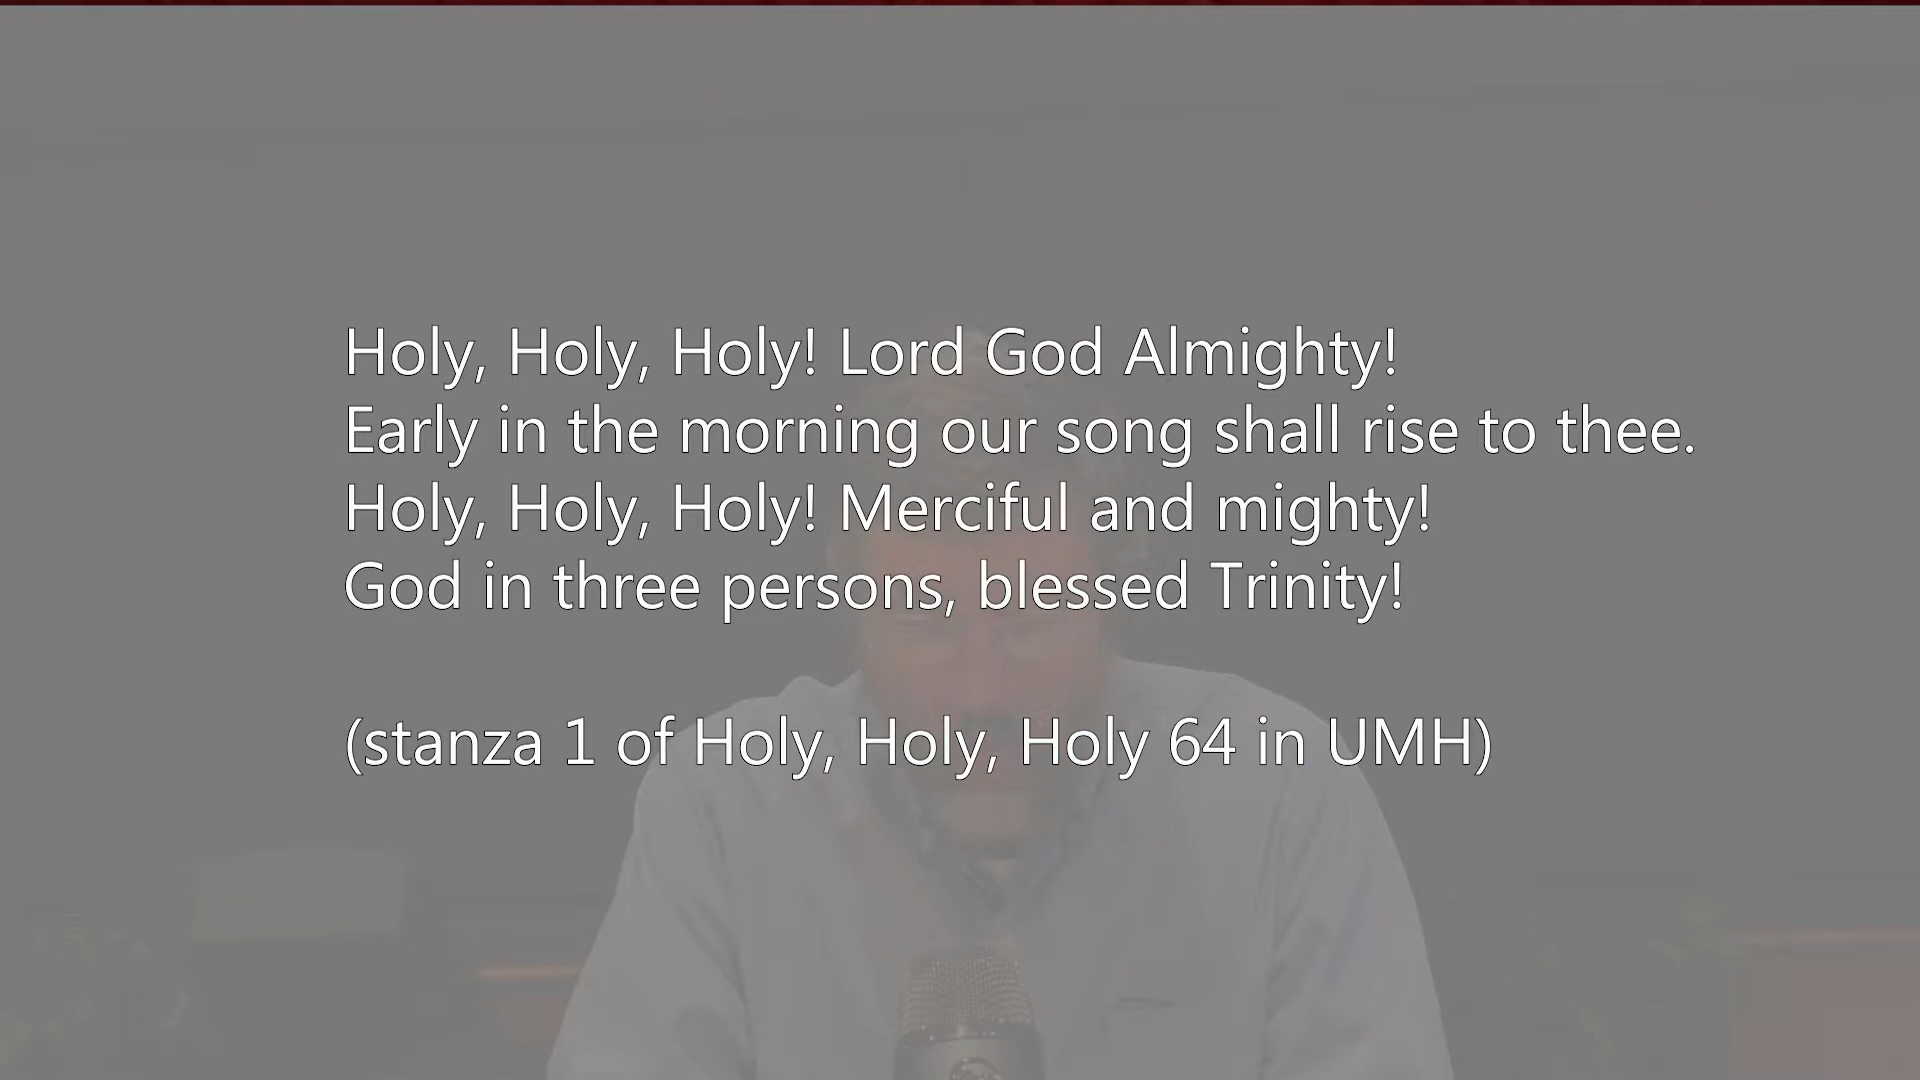 Holy, Holy, Holy! Lord God Almighty!
Early in the morning our song shall rise to thee.
Holy, Holy, Holy! Merciful and mighty!
God in three persons, blessed Trinity!
(stanza 1 of Holy, Holy, Holy 64 in UMH)